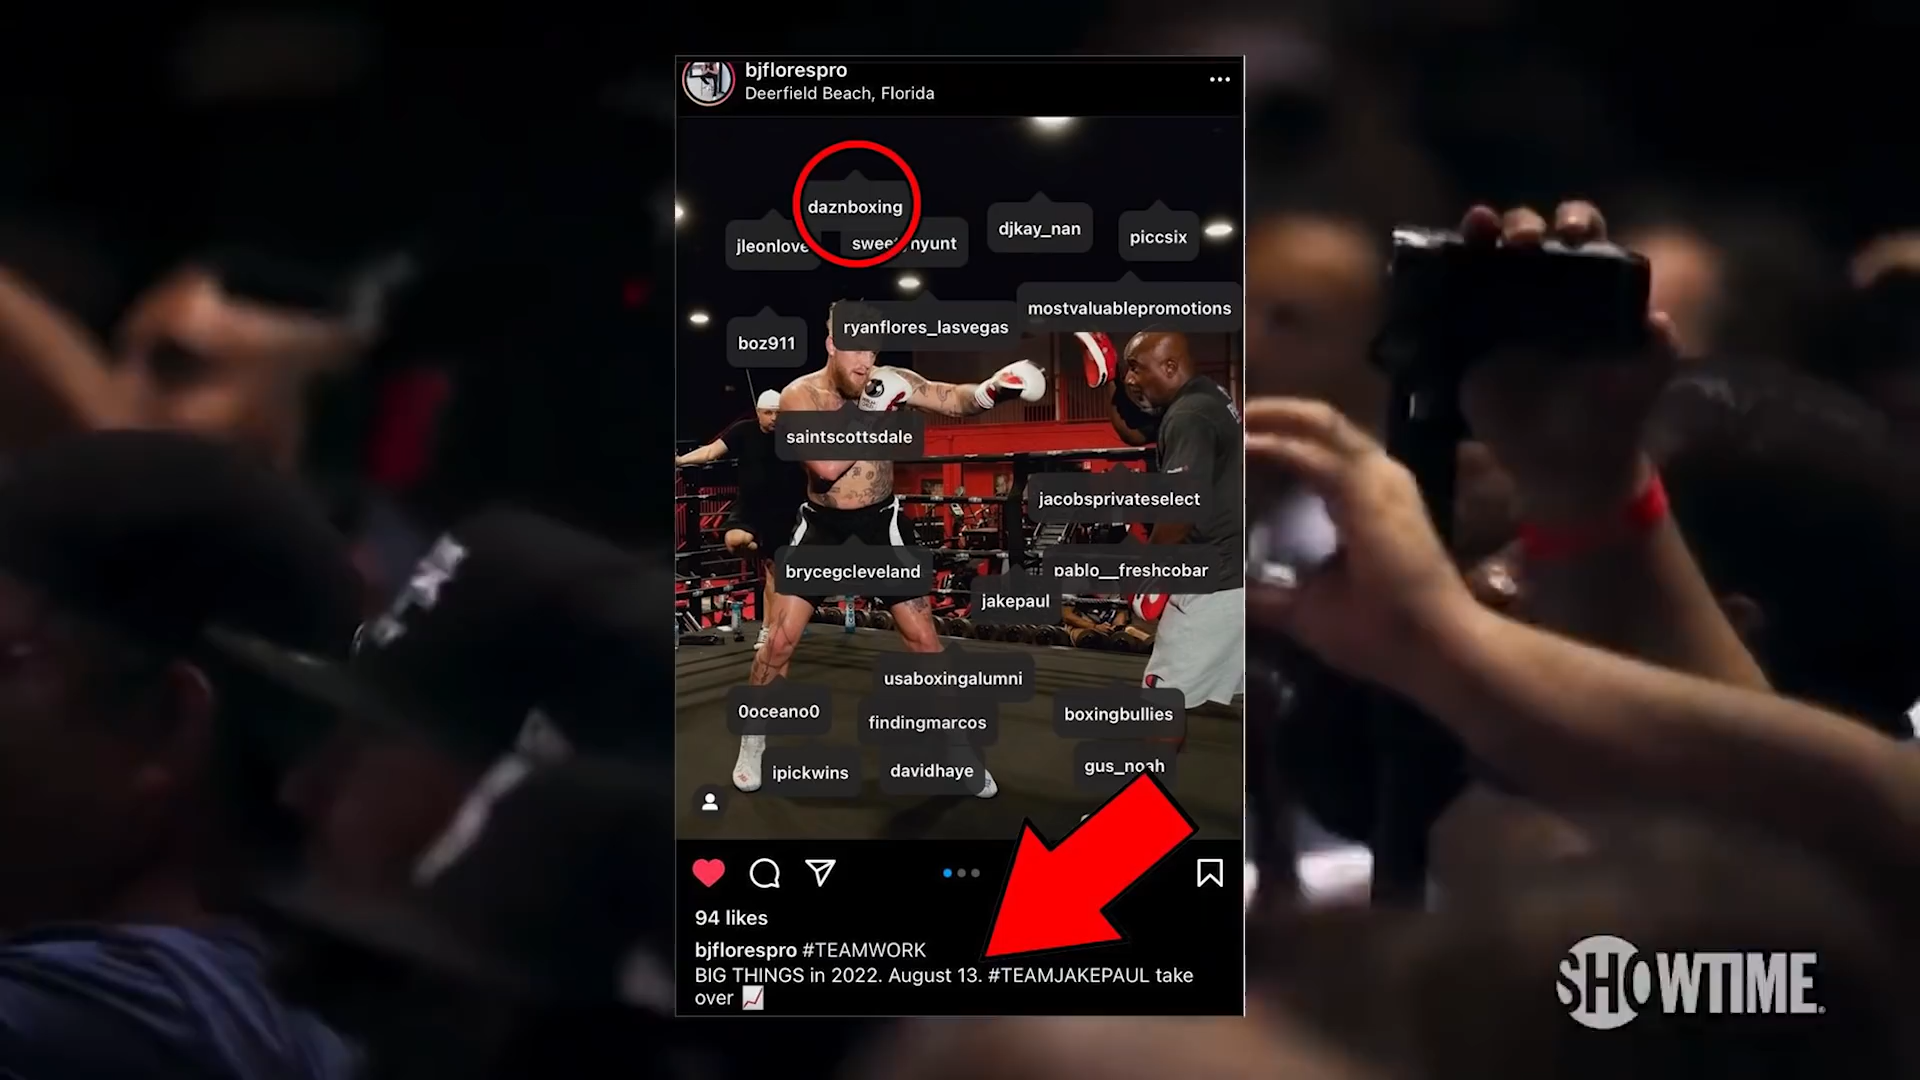 bjflorespro
Deerfield Beach, Florida
daznboxing
jleonlove
djkay_nan
piccsix
mostvaluablepromotions
ryanflores_lasvegas
boz911
saintscottsdale
jacobsprivateselect
brycegcleveland
pablo__freshcobar
jakepaul
usaboxingalumni
0oceano0
findingmarcos
boxingbullies
ipickwins
davidhaye
gus_noah
94 likes
bjflorespro #TEAMWORK
BIG THINGS in 2022. August 13. #TEAMJAKEPAUL take
over
SHOWTIME